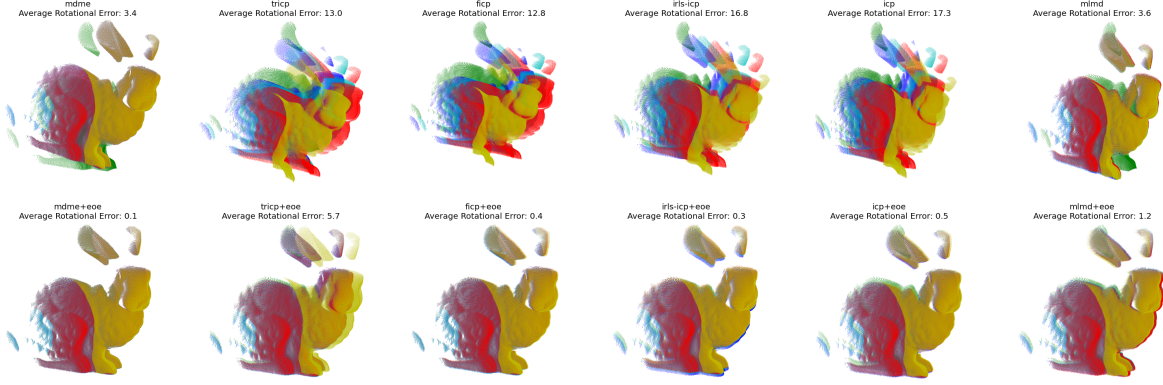 mdme
Average Rotational Error: 3.4
tricp
Average Rotational Error: 13.0
ficp
Average Rotational Error: 12.8
irls-icp
Average Rotational Error: 16.8
icp
Average Rotational Error: 17.3
mlmd
Average Rotational Error: 3.6
mdme+eoe
Average Rotational Error: 0.1
tricp+eoe
Average Rotational Error: 5.7
ficp+eoe
Average Rotational Error: 0.4
irls-icp+eoe
Average Rotational Error: 0.3
icp+eoe
Average Rotational Error: 0.5
mlmd+eoe
Average Rotational Error: 1.2